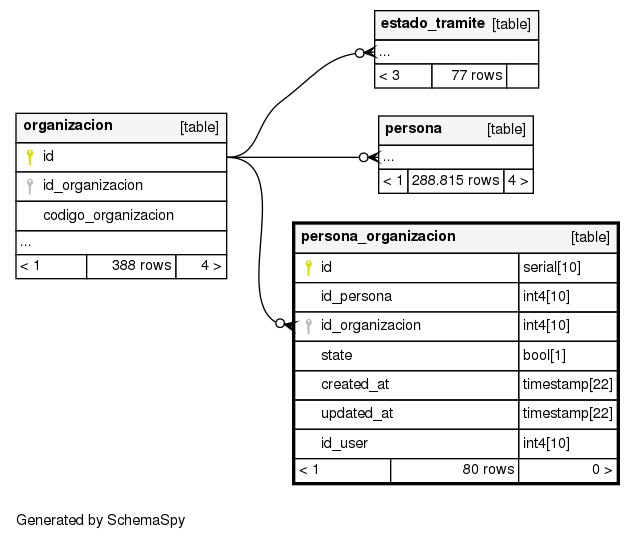 estado_tramite [table]
...
< 3 77 rows
organizacion [table]
id
id_organizacion
codigo_organizacion
...
< 1 388 rows 4 >
persona [table]
...
< 1 288.815 rows 4 >
persona_organizacion [table]
id serial[10]
id_persona int4[10]
id_organizacion int4[10]
state bool[1]
created_at timestamp[22]
updated_at timestamp[22]
id_user int4[10]
< 1 80 rows 0 >
Generated by SchemaSpy